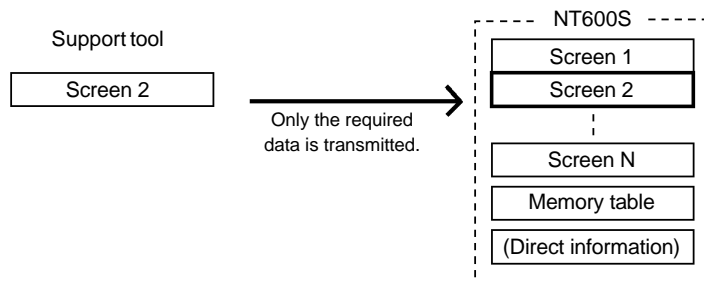 Support tool
Screen 2
Only the required
data is transmitted.
NT600S
Screen 1
Screen 2
Screen N
Memory table
(Direct information)